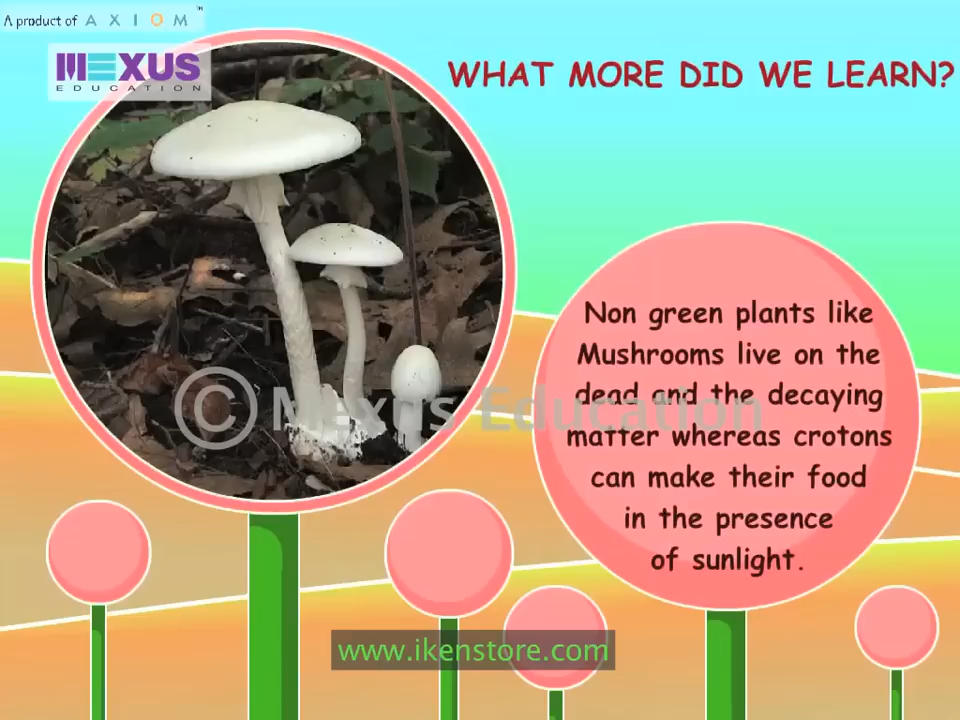 A product of AXIOM™
MEXUS
EDUCATION
WHAT MORE DID WE LEARN?
Non green plants like
Mushrooms live on the
dead and the decaying
matter whereas crotons
can make their food
in the presence
of sunlight.
© Mexus Education
www.ikenstore.com